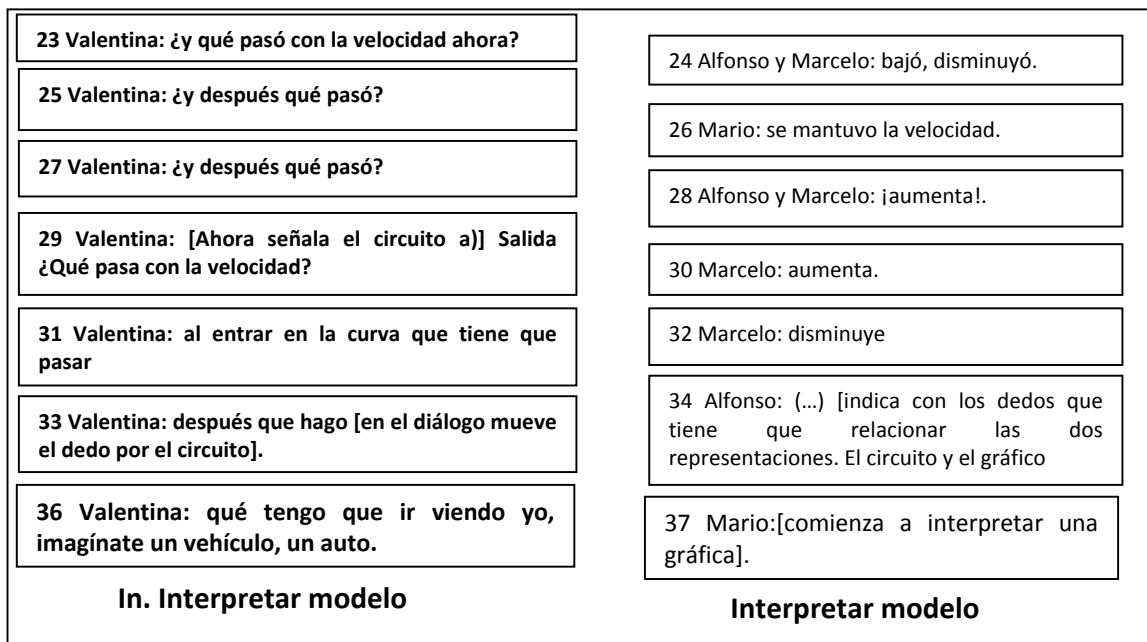 23 Valentina: ¿y qué pasó con la velocidad ahora?
24 Alfonso y Marcelo: bajó, disminuyó.
25 Valentina: ¿y después qué pasó?
26 Mario: se mantuvo la velocidad.
27 Valentina: ¿y después qué pasó?
28 Alfonso y Marcelo: ¡aumenta!.
29 Valentina: [Ahora señala el circuito a)] Salida
¿Qué pasa con la velocidad?
30 Marcelo: aumenta.
31 Valentina: al entrar en la curva que tiene que
pasar
32 Marcelo: disminuye
33 Valentina: después que hago [en el diálogo mueve
el dedo por el circuito].
34 Alfonso: (…) [indica con los dedos que
tiene que relacionar las dos
representaciones. El circuito y el gráfico
36 Valentina: qué tengo que ir viendo yo,
imagínate un vehículo, un auto.
37 Mario:[comienza a interpretar una
gráfica].
In. Interpretar modelo
Interpretar modelo